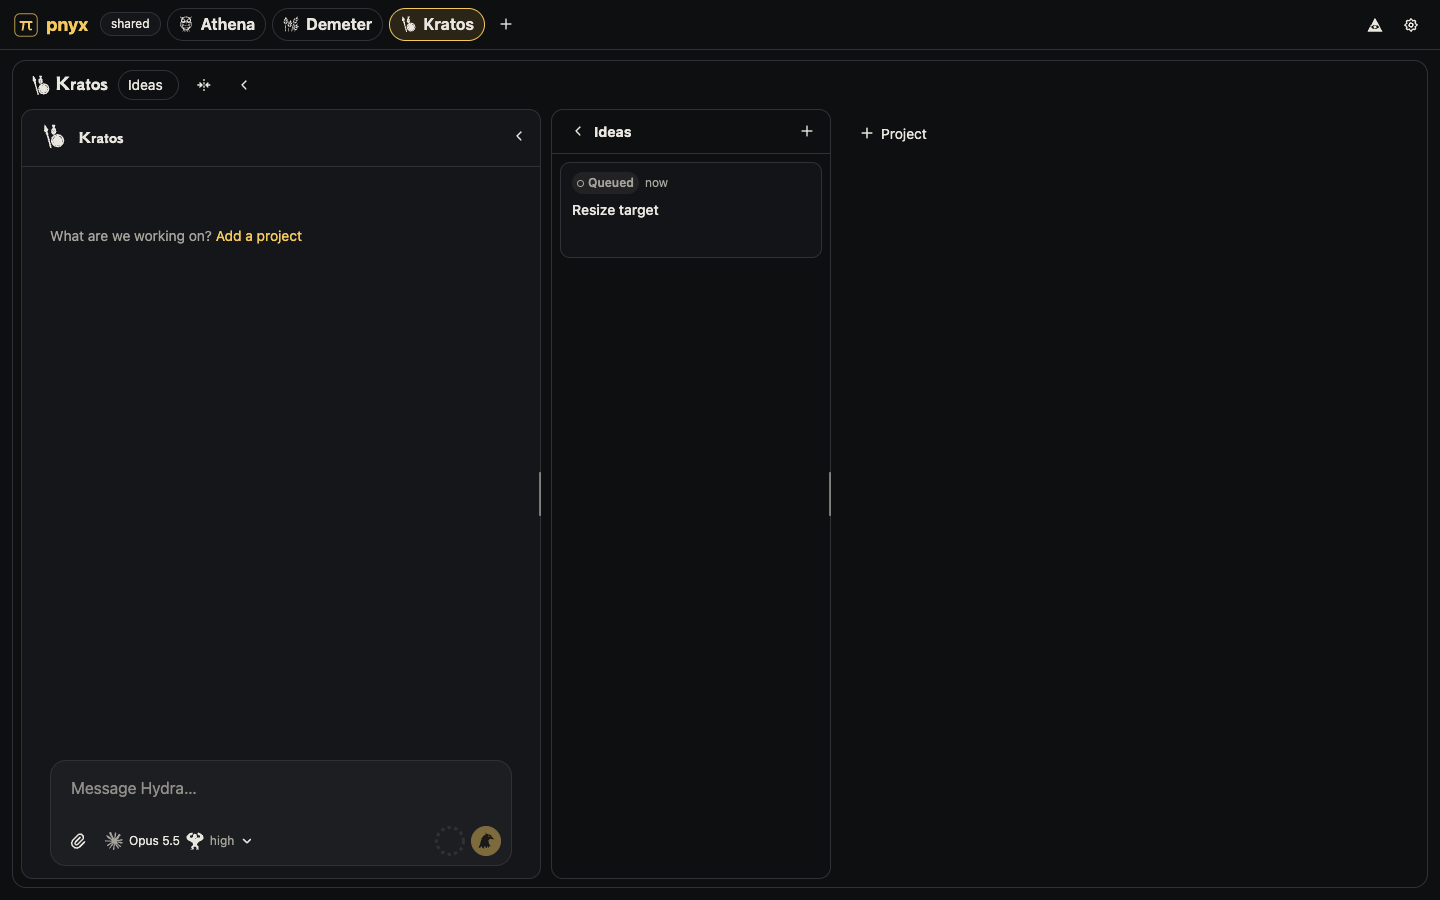 π pnyx shared Athena Demeter Kratos
Kratos Ideas
Kratos
Ideas
Project
Queued now
Resize target
What are we working on? Add a project
Message Hydra...
Opus 5.5 high